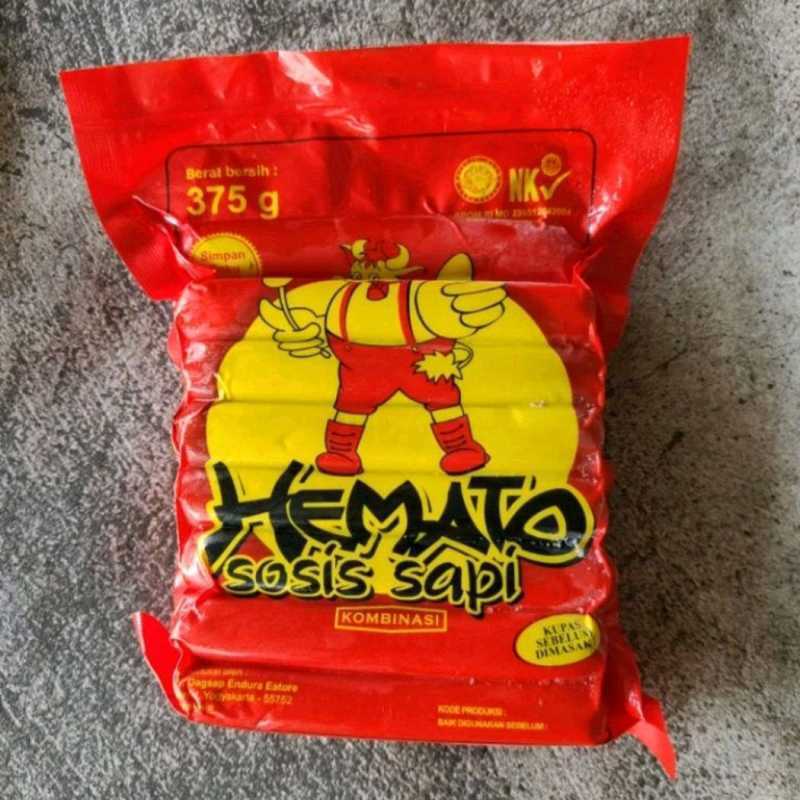 Berat bersih :
375 g
NK
Simpan
HEMATO
sosis sapi
KOMBINASI
KUPAS
SEBELUM
DIMASAK
Dagsap Endura Eatore
Yogyakarta - 55752
KODE PRODUKSI :
BAIK DIGUNAKAN SEBELUM :